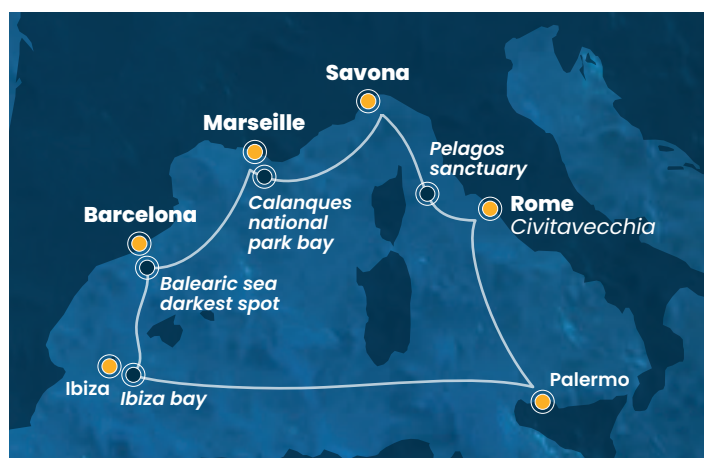 Savona
Marseille
Pelagos
sanctuary
Calanques
national
park bay
Rome
Civitavecchia
Barcelona
Balearic sea
darkest spot
Ibiza
Ibiza bay
Palermo